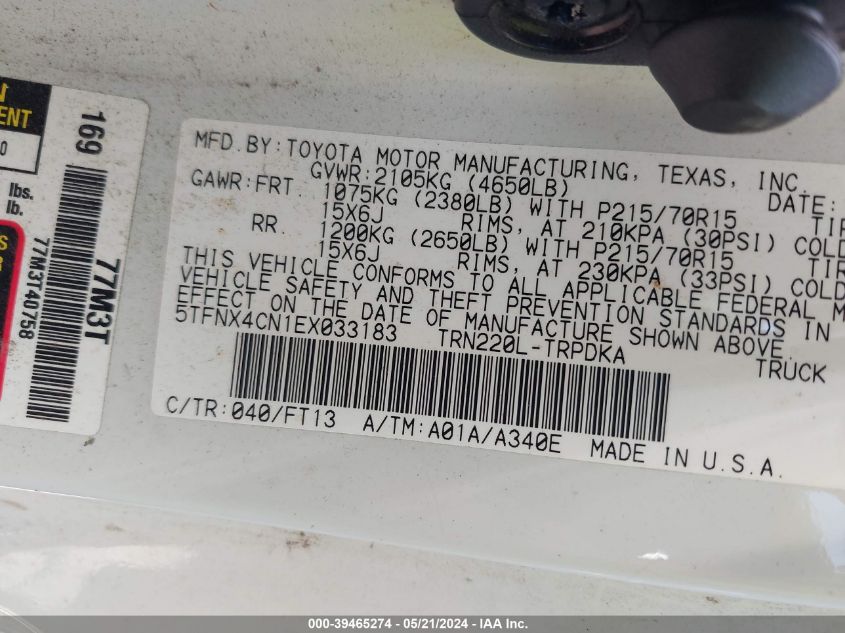 ENT
0
lbs.
lb.
169
77M3T
77M3T40758
MFD. BY: TOYOTA MOTOR MANUFACTURING, TEXAS, INC.
GVWR: 2105KG (4650LB) DATE:
GAWR: FRT 1075KG (2380LB) WITH P215/70R15 TIR
15X6J RIMS, AT 210KPA (30PSI) COLD
RR 1200KG (2650LB) WITH P215/70R15 TIR
15X6J RIMS, AT 230KPA (33PSI) COLD
THIS VEHICLE CONFORMS TO ALL APPLICABLE FEDERAL M
VEHICLE SAFETY AND THEFT PREVENTION STANDARDS IN
EFFECT ON THE DATE OF MANUFACTURE SHOWN ABOVE.
5TFNX4CN1EX033183 TRN220L-TRPDKA TRUCK
C/TR: 040/FT13 A/TM: A01A/A340E MADE IN U.S.A.
000-39465274 - 05/21/2024 - IAA Inc.